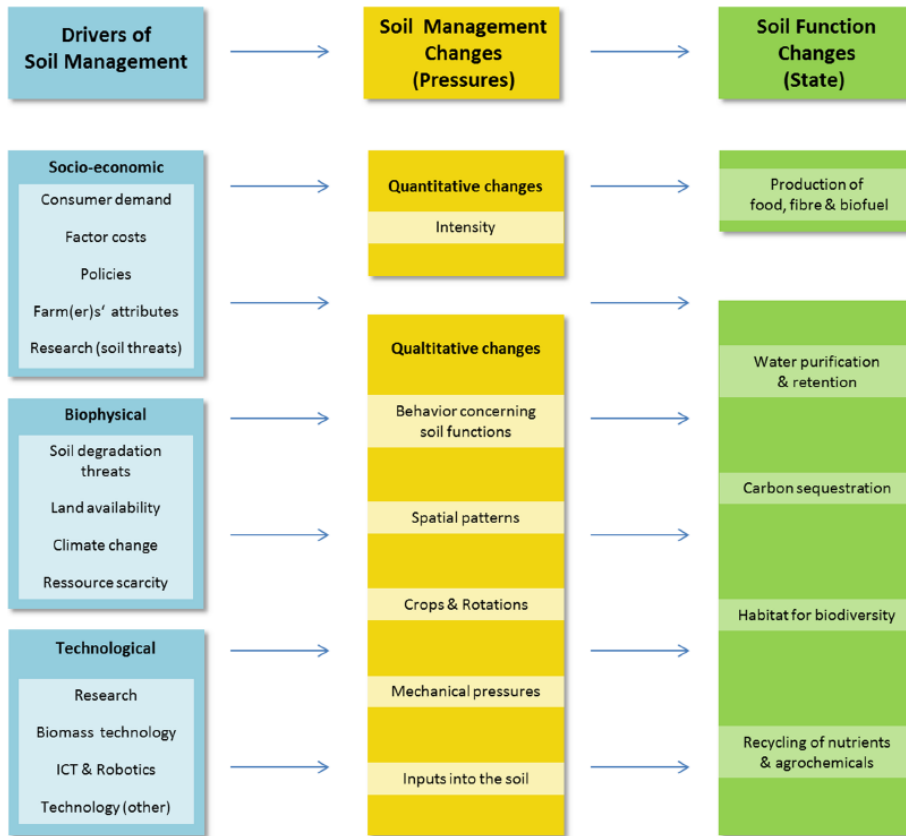 Drivers of
Soil Management
Soil Management
Changes
(Pressures)
Soil Function
Changes
(State)
Socio-economic
Consumer demand
Factor costs
Policies
Farm(er)s‘ attributes
Research (soil threats)
Biophysical
Soil degradation
threats
Land availability
Climate change
Ressource scarcity
Technological
Research
Biomass technology
ICT & Robotics
Technology (other)
Quantitative changes
Intensity
Qualtitative changes
Behavior concerning
soil functions
Spatial patterns
Crops & Rotations
Mechanical pressures
Inputs into the soil
Production of
food, fibre & biofuel
Water purification
& retention
Carbon sequestration
Habitat for biodiversity
Recycling of nutrients
& agrochemicals